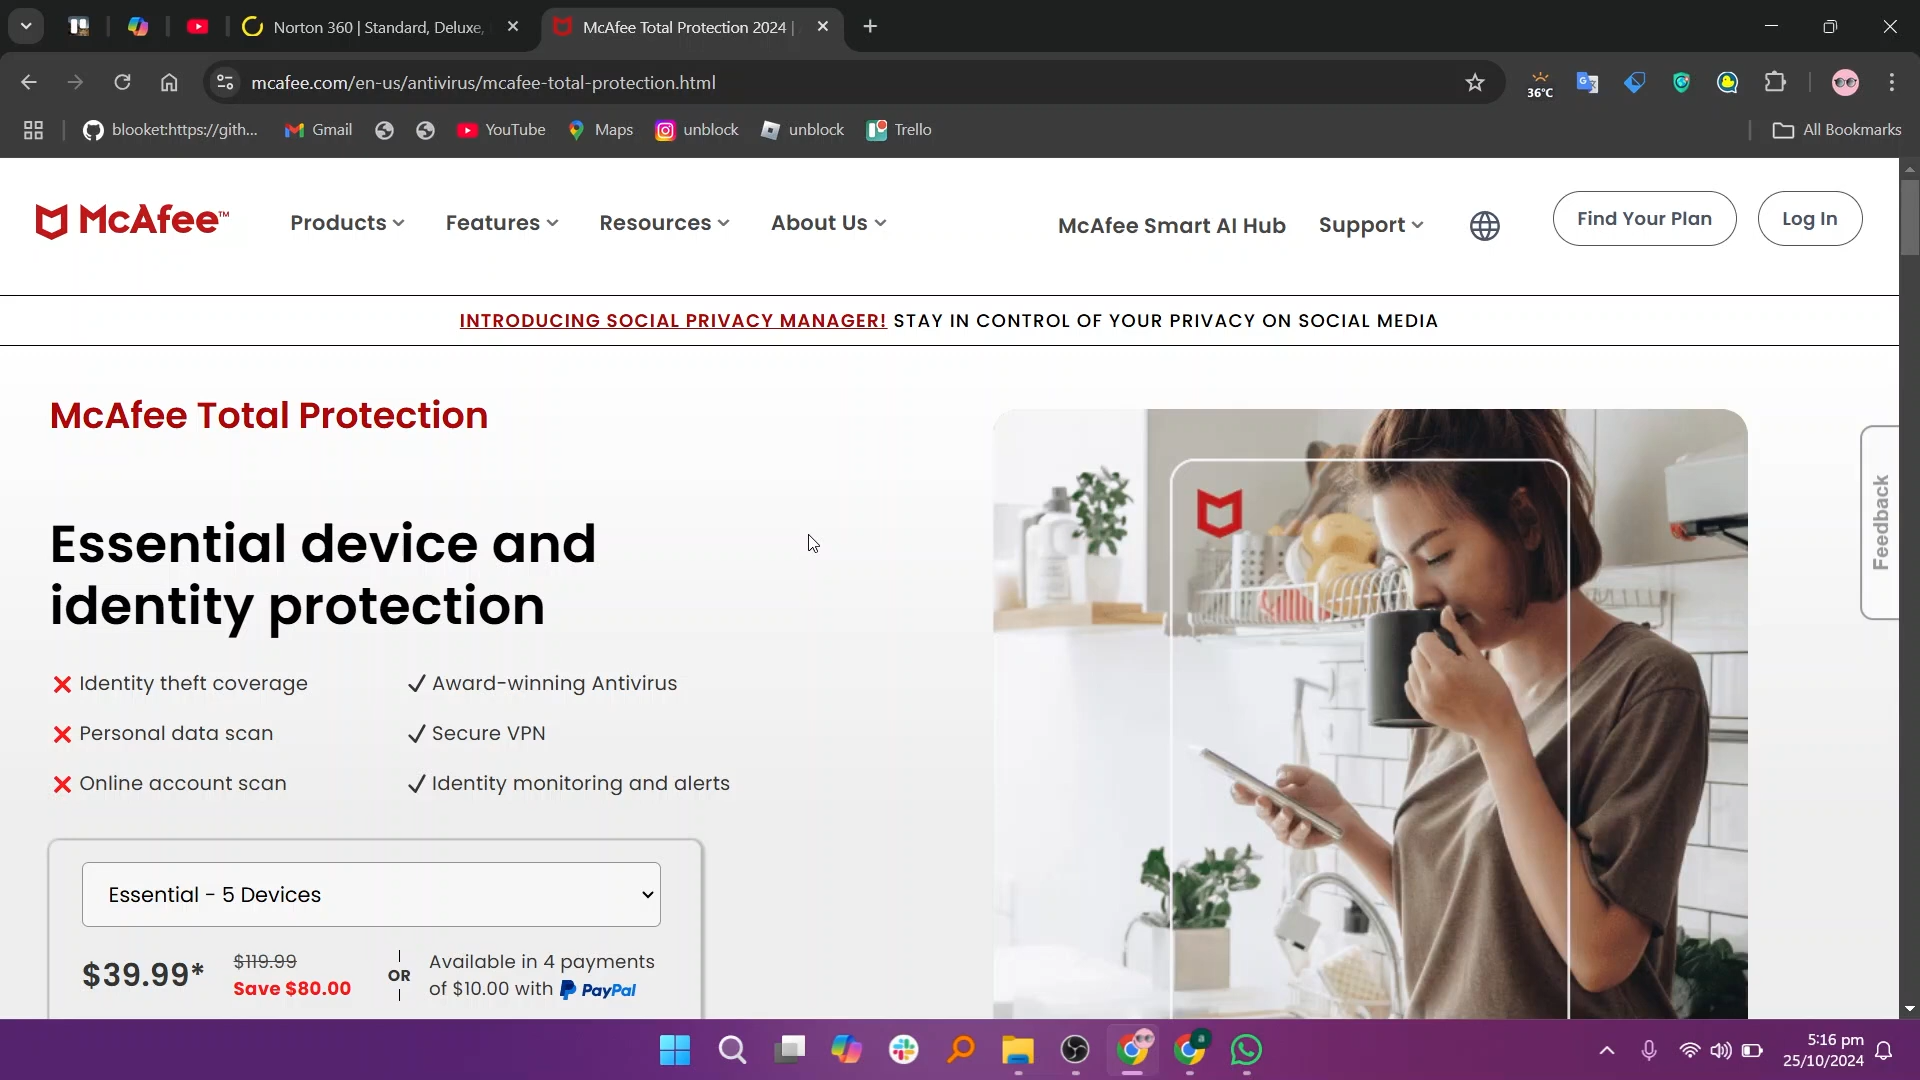 Norton 360 | Standard, Deluxe,
McAfee Total Protection 2024 |
mcafee.com/en-us/antivirus/mcafee-total-protection.html
36°C
blooket:https://gith...
Gmail
YouTube
Maps
unblock
unblock
Trello
All Bookmarks
McAfee™
Products
Features
Resources
About Us
McAfee Smart AI Hub
Support
Find Your Plan
Log In
INTRODUCING SOCIAL PRIVACY MANAGER! STAY IN CONTROL OF YOUR PRIVACY ON SOCIAL MEDIA
McAfee Total Protection
Essential device and
identity protection
Identity theft coverage
Award-winning Antivirus
Personal data scan
Secure VPN
Online account scan
Identity monitoring and alerts
Essential - 5 Devices
$39.99*
$119.99
Save $80.00
OR
Available in 4 payments
of $10.00 with PayPal
Feedback
5:16 pm
25/10/2024